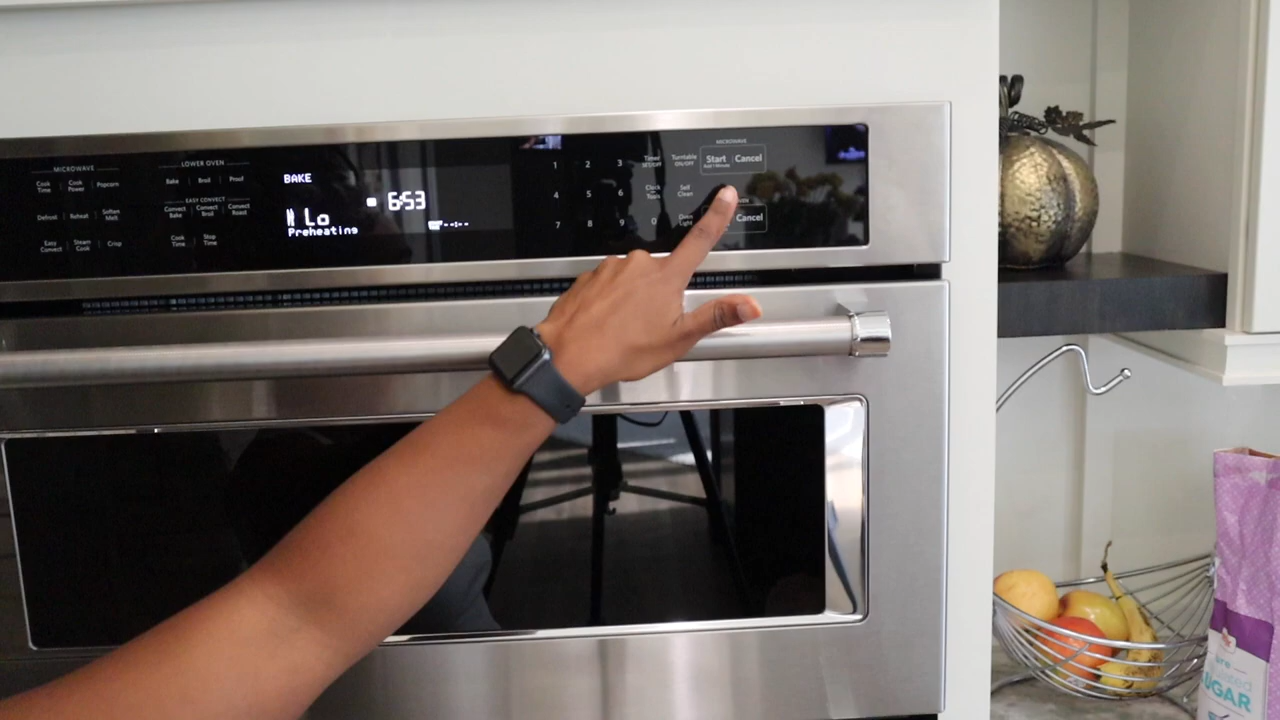 MICROWAVE
Cook Time
Cook Power
Popcorn
Defrost
Reheat
Soften Melt
Easy Convect
Steam Cook
Crisp
LOWER OVEN
Bake
Broil
Proof
EASY CONVECT
Convect Bake
Convect Broil
Convect Roast
Cook Time
Stop Time
BAKE
6:53
Lo
Preheating
--:--
1 2 3
4 5 6
7 8 9 0
Timer
Turntable On/Off
Clock
Tools
Self Clean
Oven Light
MICROWAVE
Start Cancel
Add 1 Minute
Cancel
UGAR